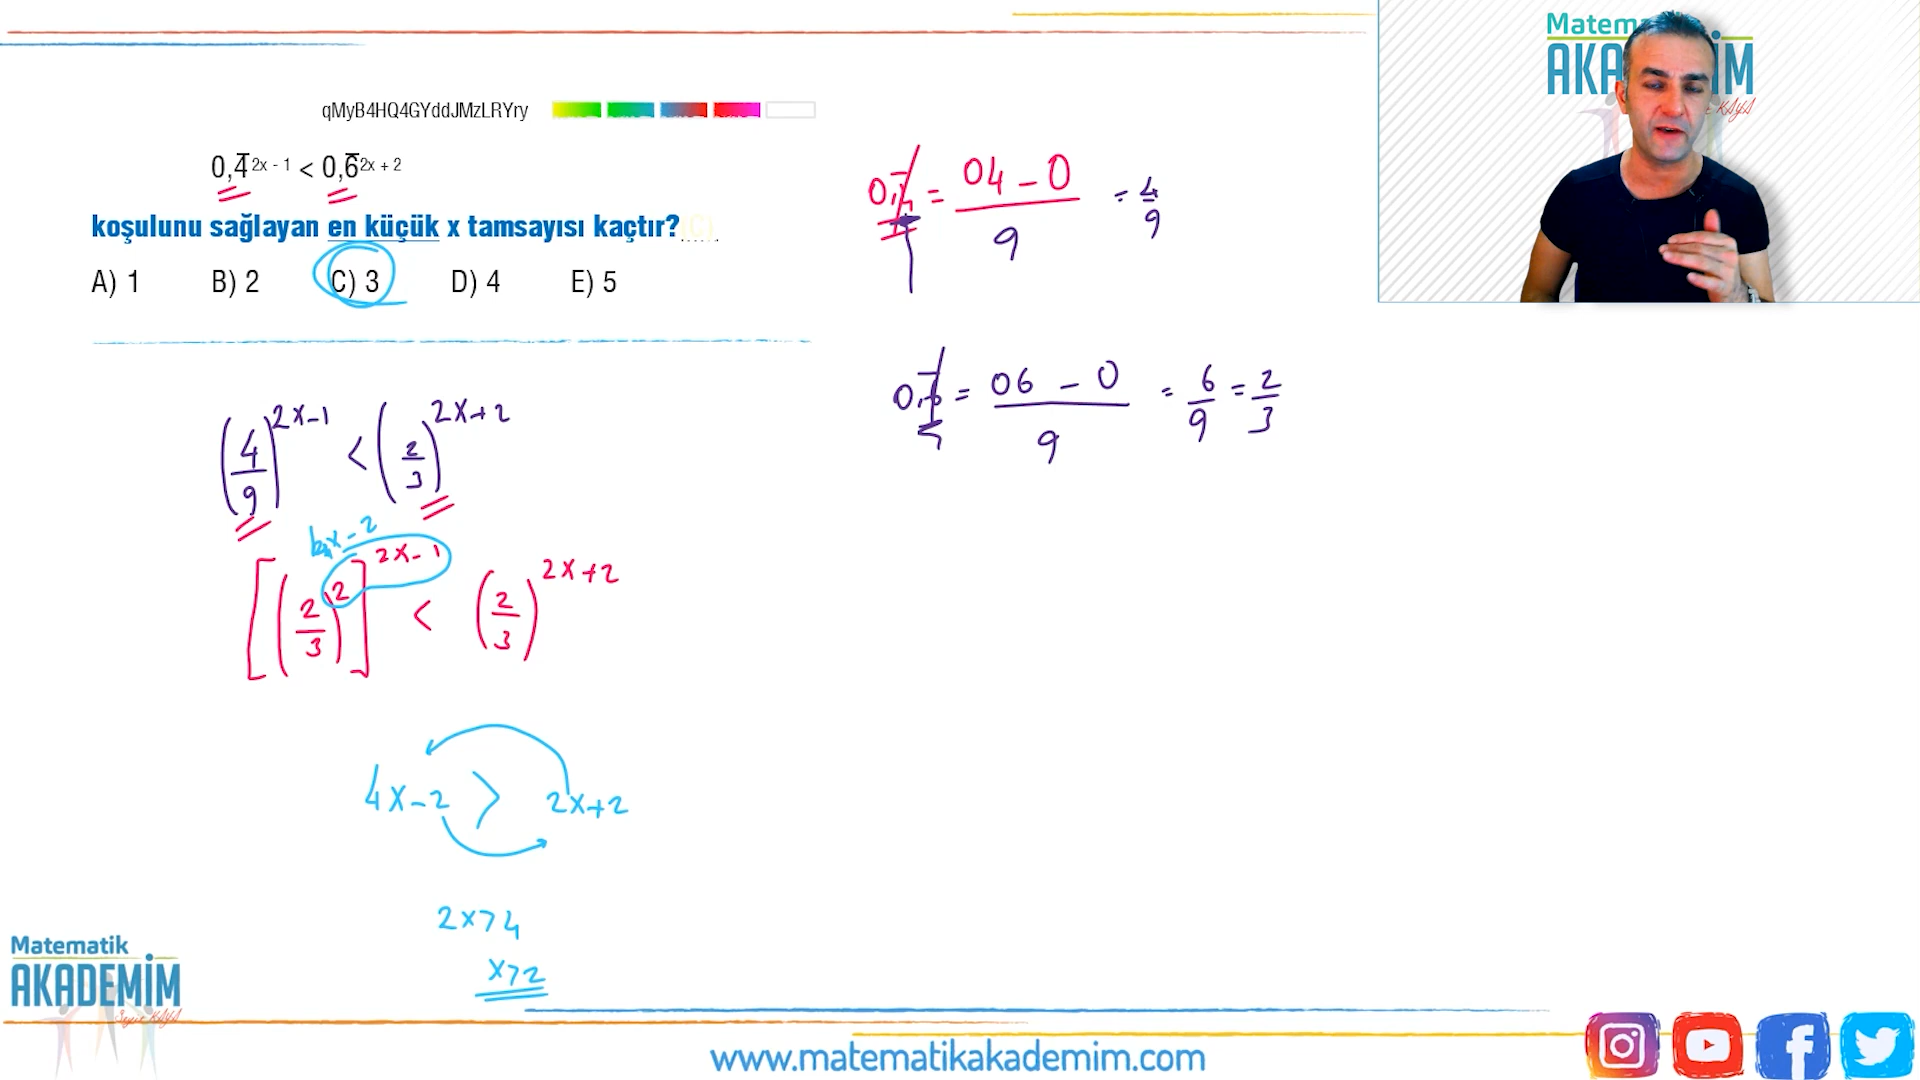 Matematik
AKADEMİM
qMyB4HQ4GYddJMzLRYry
0,4̅ 2x - 1 < 0,6̅ 2x + 2
koşulunu sağlayan en küçük x tamsayısı kaçtır? (C)
A) 1 B) 2 C) 3 D) 4 E) 5
0,4̅ = 04 - 0 / 9 = 4/9
0,6̅ = 06 - 0 / 9 = 6/9 = 2/3
(4/9)^2x-1 < (2/3)^2x+2
4x-2
[(2/3)^2]^2x-1 < (2/3)^2x+2
4x-2 > 2x+2
2x>4
x>2
Matematik
AKADEMİM
www.matematikakademim.com